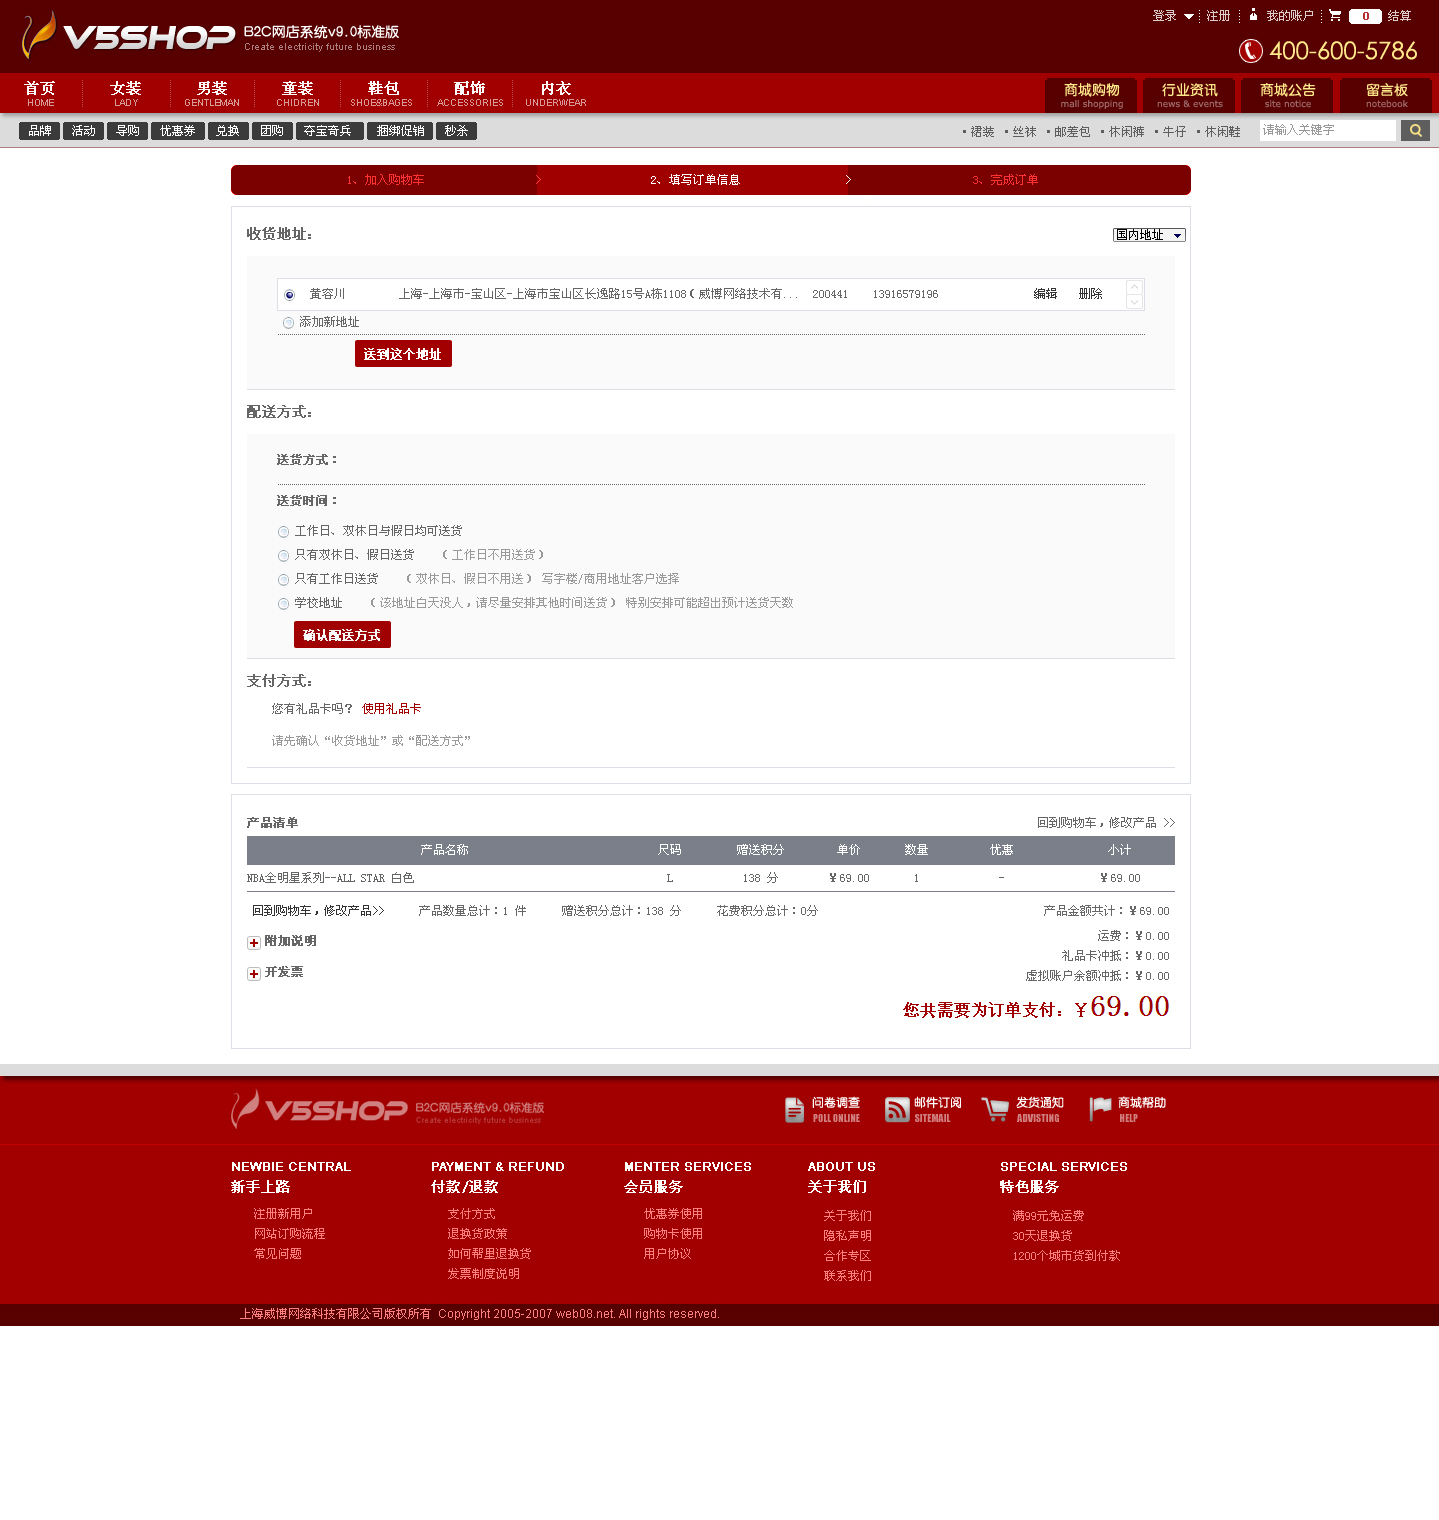 V5SHOP B2C网店系统v9.0标准版
Create electricity future business
登录 注册 我的账户 0 结算
400-600-5786
首页 女装 男装 童装 鞋包 配饰 内衣
HOME LADY GENTLEMAN CHIDREN SHOE&BAGES ACCESSORIES UNDERWEAR
商城购物 行业资讯 商城公告 留言板
mall shopping news & events site notice notebook
品牌 活动 导购 优惠券 兑换 团购 夺宝奇兵 捆绑促销 秒杀
裙装 丝袜 邮差包 休闲裤 牛仔 休闲鞋 请输入关键字
1、加入购物车 2、填写订单信息 3、完成订单
收货地址： 国内地址
黄容川 上海-上海市-宝山区-上海市宝山区长逸路15号A栋1108（威博网络技术有... 200441 13916579196 编辑 删除
添加新地址
送到这个地址
配送方式：
送货方式：
送货时间：
工作日、双休日与假日均可送货
只有双休日、假日送货 （工作日不用送货）
只有工作日送货 （双休日、假日不用送） 写字楼/商用地址客户选择
学校地址 （该地址白天没人，请尽量安排其他时间送货） 特别安排可能超出预计送货天数
确认配送方式
支付方式：
您有礼品卡吗？ 使用礼品卡
请先确认“收货地址”或“配送方式”
产品清单 回到购物车，修改产品 >>
产品名称 尺码 赠送积分 单价 数量 优惠 小计
NBA全明星系列--ALL STAR 白色 L 138 分 ￥69.00 1 - ￥69.00
回到购物车，修改产品>> 产品数量总计：1 件 赠送积分总计：138 分 花费积分总计：0分 产品金额共计：￥69.00
运费：￥0.00
附加说明
礼品卡冲抵：￥0.00
开发票
虚拟账户余额冲抵：￥0.00
您共需要为订单支付：￥69.00
V5SHOP B2C网店系统v9.0标准版
Create electricity future business
问卷调查 邮件订阅 发货通知 商城帮助
POLL ONLINE SITEMAIL ADVISTING HELP
NEWBIE CENTRAL PAYMENT & REFUND MENTER SERVICES ABOUT US SPECIAL SERVICES
新手上路 付款/退款 会员服务 关于我们 特色服务
注册新用户 支付方式 优惠券使用 关于我们 满99元免运费
网站订购流程 退换货政策 购物卡使用 隐私声明 30天退换货
常见问题 如何帮里退换货 用户协议 合作专区 1200个城市货到付款
发票制度说明 联系我们
上海威博网络科技有限公司版权所有 Copyright 2005-2007 web08.net. All rights reserved.